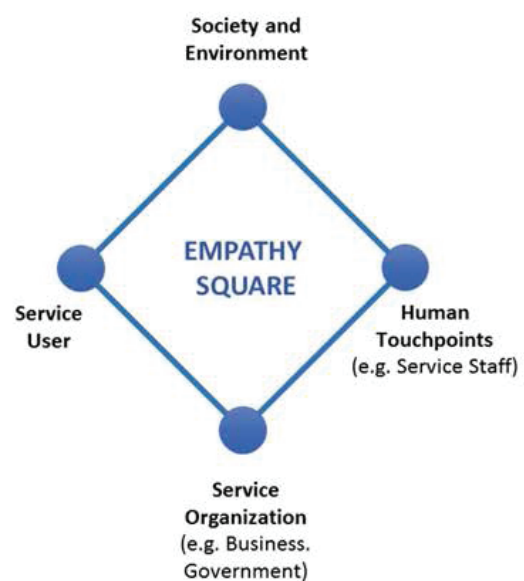 Society and
Environment
EMPATHY
SQUARE
Service
User
Human
Touchpoints
(e.g. Service Staff)
Service
Organization
(e.g. Business.
Government)